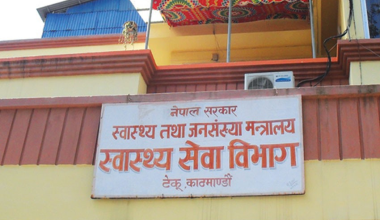 नेपाल सरकार
स्वास्थ्य तथा जनसंख्या मन्त्रालय
स्वास्थ्य सेवा विभाग
टेकु, काठमाण्डौ